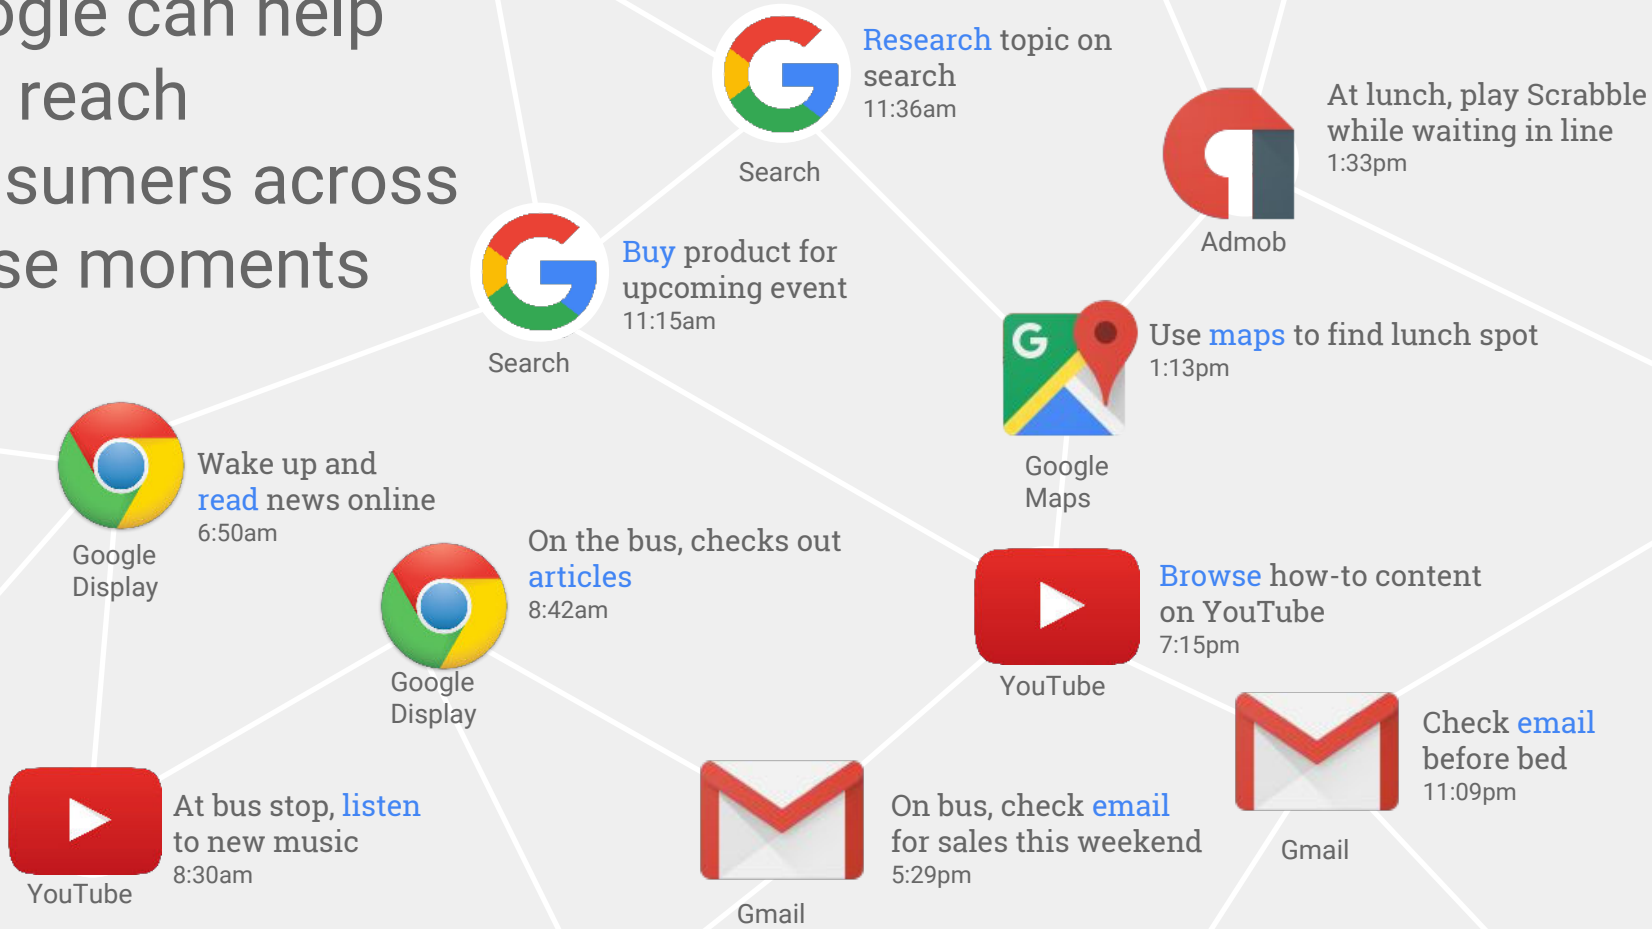 ogle can help
reach
sumers across
se moments
Research topic on
search
11:36am
Search
At lunch, play Scrabble
while waiting in line
1:33pm
Admob
Buy product for
upcoming event
11:15am
Search
Use maps to find lunch spot
1:13pm
Google
Maps
Wake up and
read news online
6:50am
Google
Display
On the bus, checks out
articles
8:42am
Google
Display
Browse how-to content
on YouTube
7:15pm
YouTube
Check email
before bed
11:09pm
Gmail
At bus stop, listen
to new music
8:30am
YouTube
On bus, check email
for sales this weekend
5:29pm
Gmail